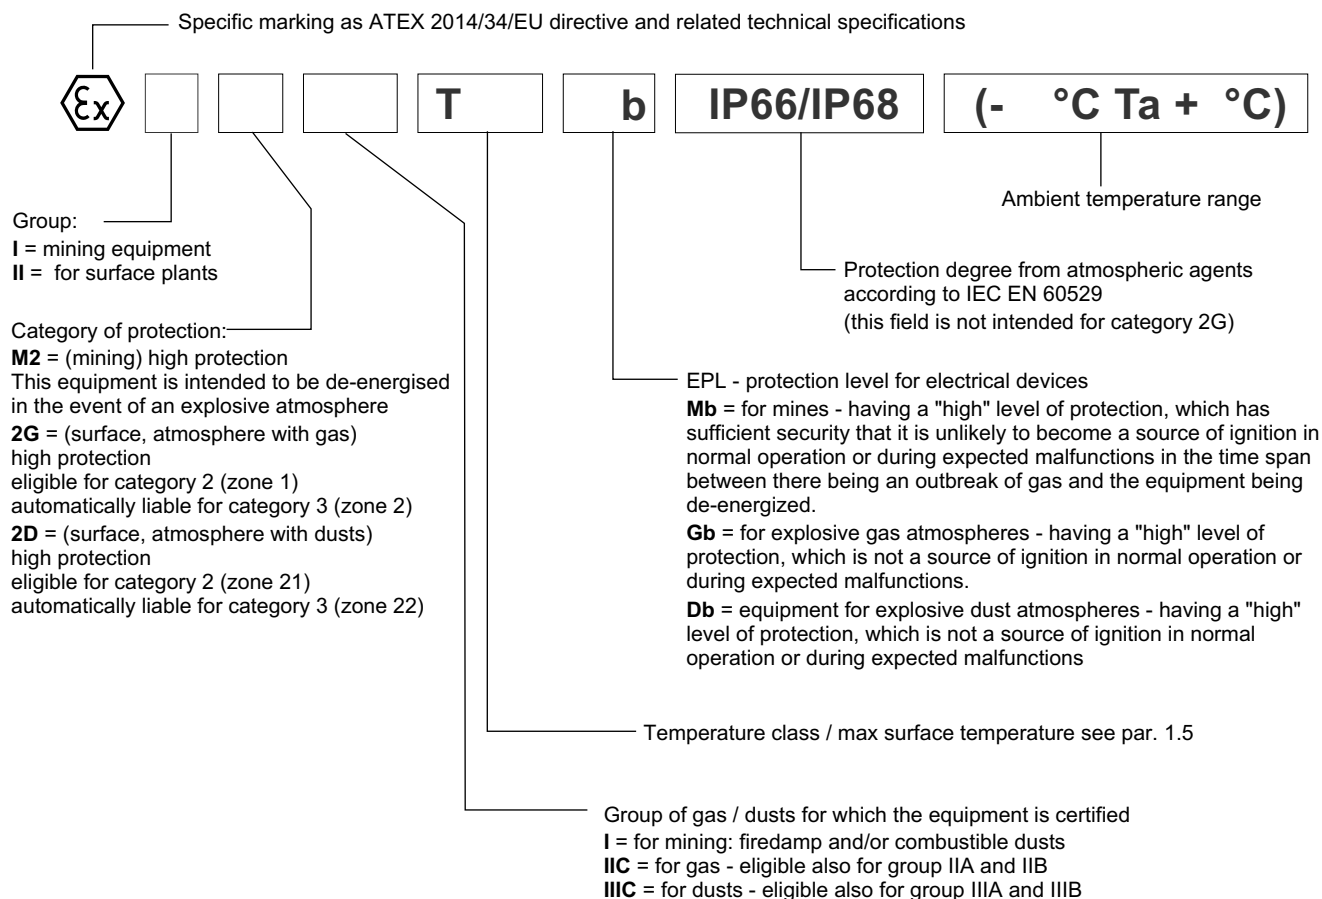 Specific marking as ATEX 2014/34/EU directive and related technical specifications
Ex T b IP66/IP68 (- °C Ta + °C)
Ambient temperature range
Group:
I = mining equipment
II = for surface plants
Protection degree from atmospheric agents
according to IEC EN 60529
(this field is not intended for category 2G)
Category of protection:
M2 = (mining) high protection
This equipment is intended to be de-energised
in the event of an explosive atmosphere
2G = (surface, atmosphere with gas)
high protection
eligible for category 2 (zone 1)
automatically liable for category 3 (zone 2)
2D = (surface, atmosphere with dusts)
high protection
eligible for category 2 (zone 21)
automatically liable for category 3 (zone 22)
EPL - protection level for electrical devices
Mb = for mines - having a "high" level of protection, which has
sufficient security that it is unlikely to become a source of ignition in
normal operation or during expected malfunctions in the time span
between there being an outbreak of gas and the equipment being
de-energized.
Gb = for explosive gas atmospheres - having a "high" level of
protection, which is not a source of ignition in normal operation or
during expected malfunctions.
Db = equipment for explosive dust atmospheres - having a "high"
level of protection, which is not a source of ignition in normal
operation or during expected malfunctions
Temperature class / max surface temperature see par. 1.5
Group of gas / dusts for which the equipment is certified
I = for mining: firedamp and/or combustible dusts
IIC = for gas - eligible also for group IIA and IIB
IIIC = for dusts - eligible also for group IIIA and IIIB